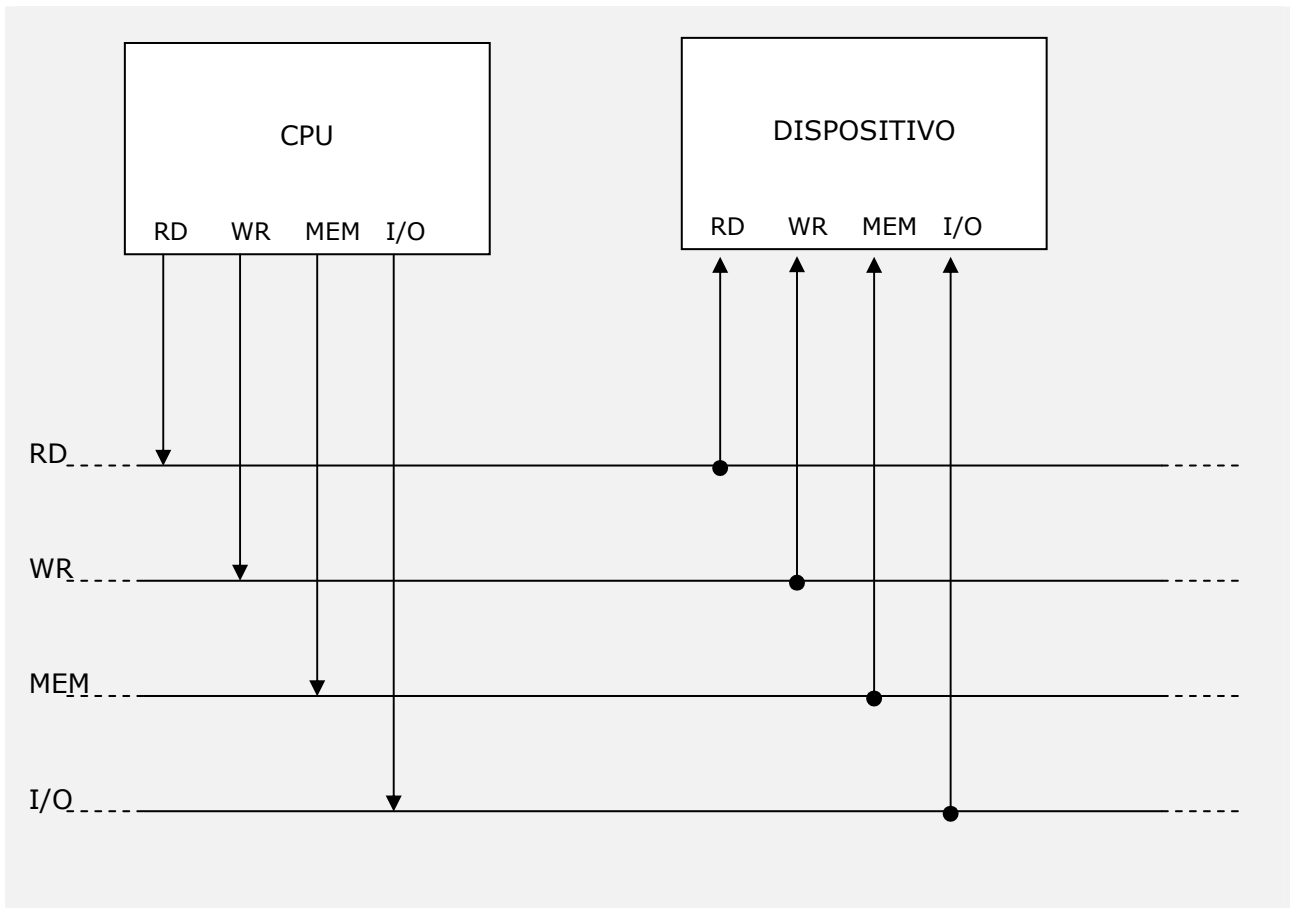 CPU
RD WR MEM I/O
DISPOSITIVO
RD WR MEM I/O
RD
WR
MEM
I/O